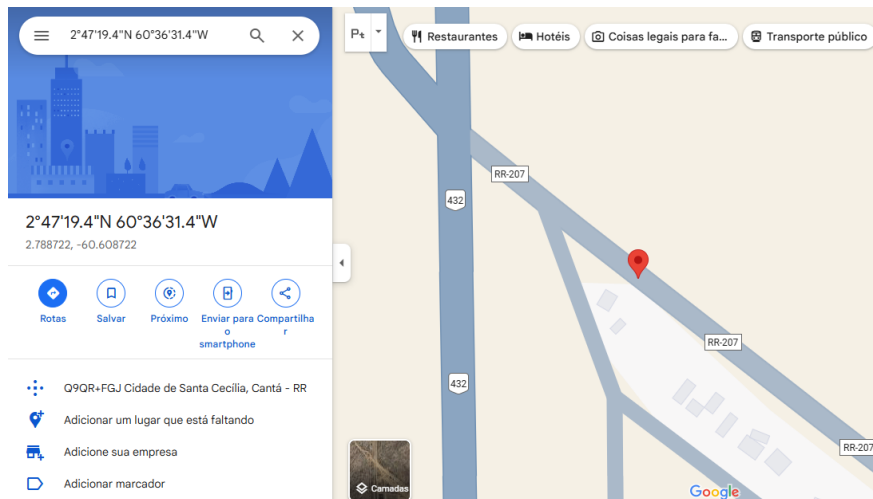 2°47'19.4"N 60°36'31.4"W
Restaurantes
Hotéis
Coisas legais para fa...
Transporte público
RR-207
432
2°47'19.4"N 60°36'31.4"W
2.788722, -60.608722
Rotas
Salvar
Próximo
Enviar para
o
smartphone
Compartilha
r
RR-207
432
Q9QR+FGJ Cidade de Santa Cecília, Cantá - RR
Adicionar um lugar que está faltando
Adicione sua empresa
Adicionar marcador
RR-207
Camadas
Google